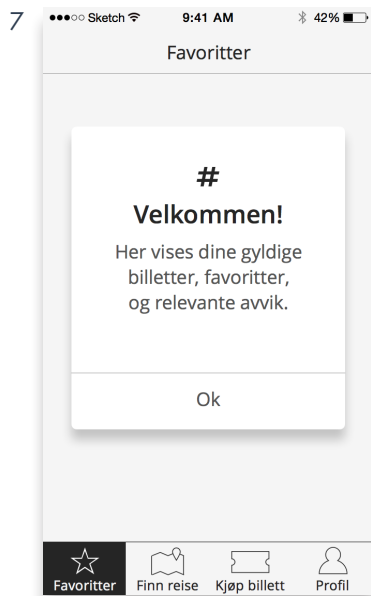 7
Sketch 9:41 AM 42%
Favoritter
#
Velkommen!
Her vises dine gyldige
billetter, favoritter,
og relevante avvik.
Ok
Favoritter Finn reise Kjøp billett Profil